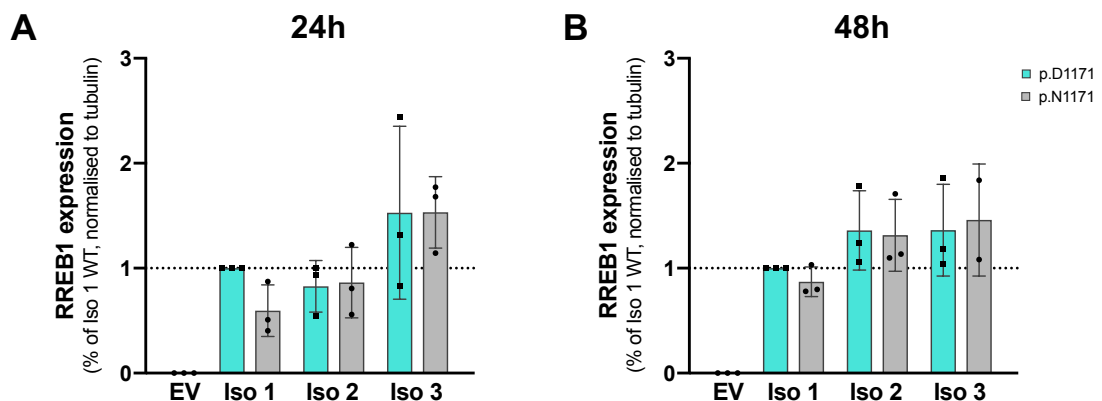 A
24h
RREB1 expression
(% of Iso 1 WT, normalised to tubulin)
3
2
1
0
EV Iso 1 Iso 2 Iso 3
B
48h
RREB1 expression
(% of Iso 1 WT, normalised to tubulin)
3
2
1
0
EV Iso 1 Iso 2 Iso 3
p.D1171
p.N1171